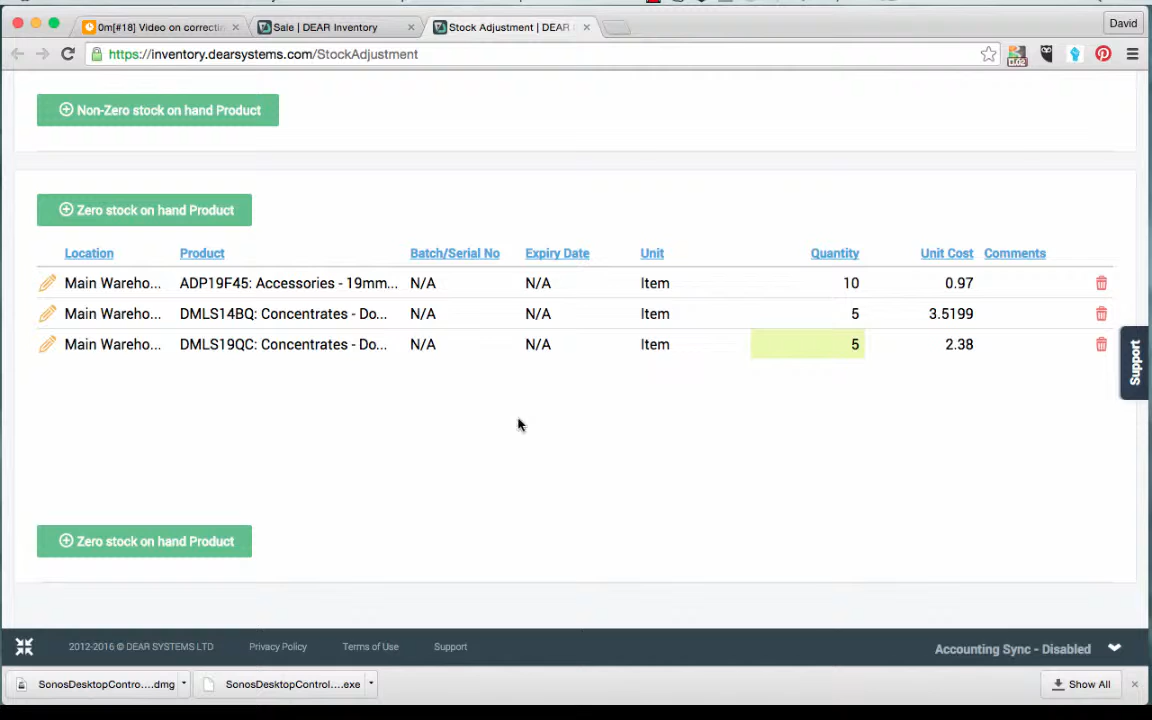 0m[#18] Video on correctin
Sale | DEAR Inventory
Stock Adjustment | DEAR
David
https://inventory.dearsystems.com/StockAdjustment
Non-Zero stock on hand Product
Zero stock on hand Product
Location Product Batch/Serial No Expiry Date Unit Quantity Unit Cost Comments
Main Wareho... ADP19F45: Accessories - 19mm... N/A N/A Item 10 0.97
Main Wareho... DMLS14BQ: Concentrates - Do... N/A N/A Item 5 3.5199
Main Wareho... DMLS19QC: Concentrates - Do... N/A N/A Item 5 2.38
Support
Zero stock on hand Product
2012-2016 © DEAR SYSTEMS LTD Privacy Policy Terms of Use Support Accounting Sync - Disabled
SonosDesktopContro....dmg SonosDesktopControl....exe Show All